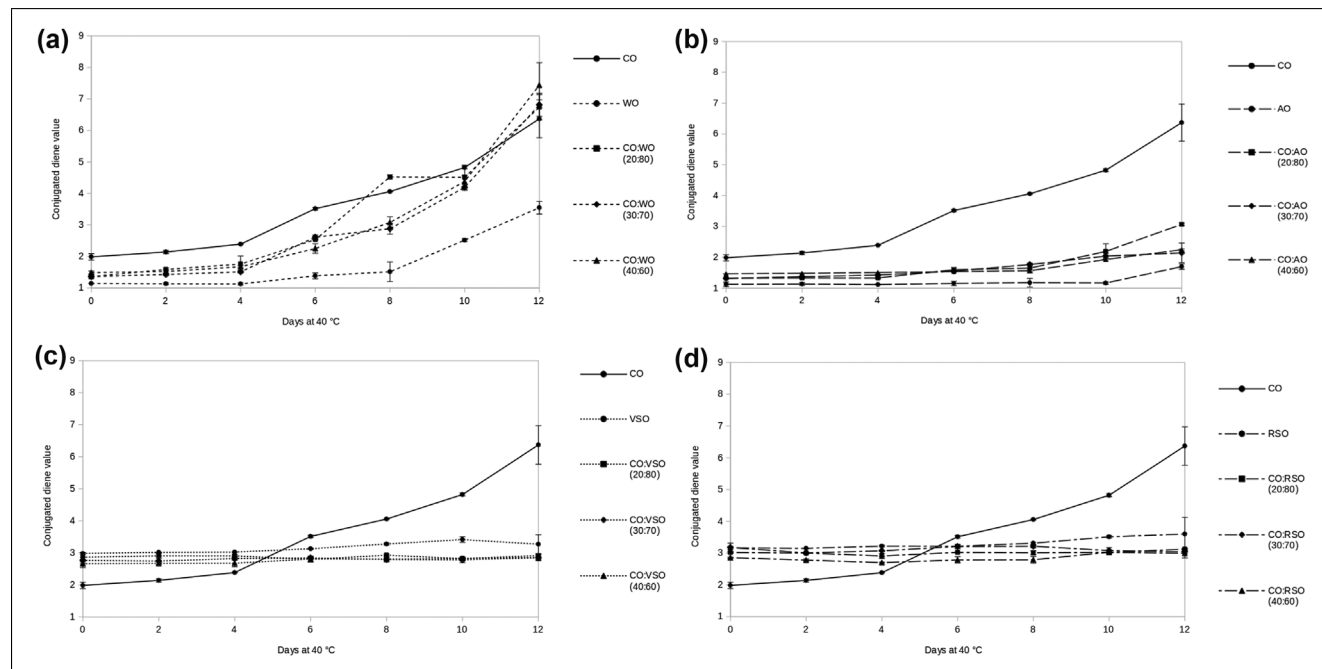 (a)
9
8
7
6
5
4
3
2
1
Conjugated diene value
0 2 4 6 8 10 12
Days at 40 °C
CO
WO
CO:WO
(20:80)
CO:WO
(30:70)
CO:WO
(40:60)
(b)
9
8
7
6
5
4
3
2
1
Conjugated diene value
0 2 4 6 8 10 12
Days at 40 °C
CO
AO
CO:AO
(20:80)
CO:AO
(30:70)
CO:AO
(40:60)
(c)
9
8
7
6
5
4
3
2
1
Conjugated diene value
0 2 4 6 8 10 12
Days at 40 °C
CO
VSO
CO:VSO
(20:80)
CO:VSO
(30:70)
CO:VSO
(40:60)
(d)
9
8
7
6
5
4
3
2
1
Conjugated diene value
0 2 4 6 8 10 12
Days at 40 °C
CO
RSO
CO:RSO
(20:80)
CO:RSO
(30:70)
CO:RSO
(40:60)